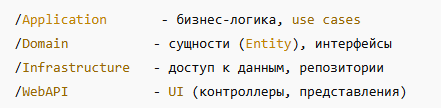 /Application - бизнес-логика, use cases
/Domain - сущности (Entity), интерфейсы
/Infrastructure - доступ к данным, репозитории
/WebAPI - UI (контроллеры, представления)